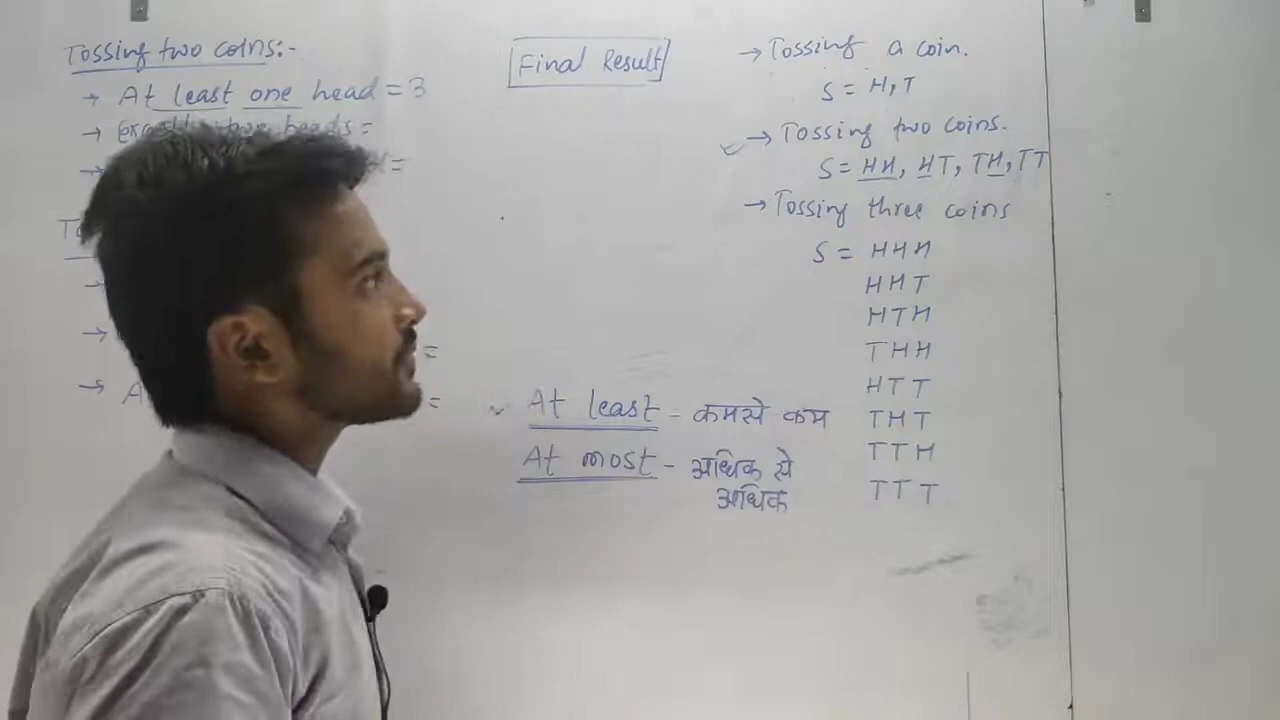 Tossing two coins:-
→ At least one head = 3
→ heads =
=
→
→ =
→ A =
Final Result
→ Tossing a coin.
S = H, T
→ Tossing two coins.
S = HH, HT, TH, TT
→ Tossing three coins
S = HHH
HHT
HTH
THH
HTT
THT
TTH
TTT
At least - कमसे कम
At most - अधिक से
अधिक